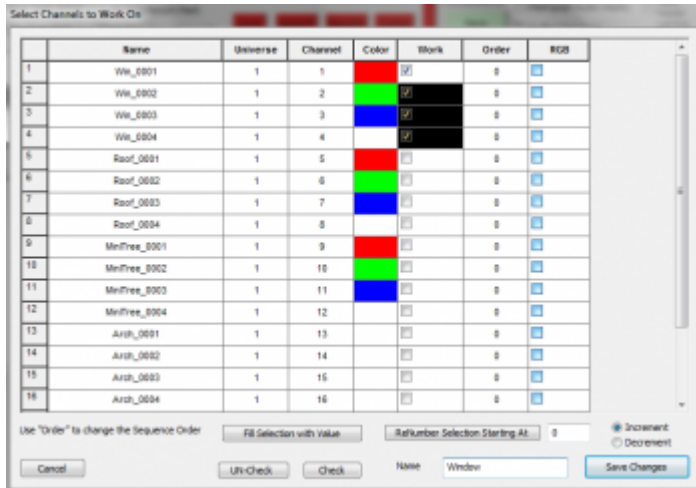 Select Channels to Work On
Name Universe Channel Color Work Order RGB
1 Win_0001 1 1 0
2 Win_0002 1 2 0
3 Win_0003 1 3 0
4 Win_0004 1 4 0
5 Roof_0001 1 5 0
6 Roof_0002 1 6 0
7 Roof_0003 1 7 0
8 Roof_0004 1 8 0
9 MiniTree_0001 1 9 0
10 MiniTree_0002 1 10 0
11 MiniTree_0003 1 11 0
12 MiniTree_0004 1 12 0
13 Arch_0001 1 13 0
14 Arch_0002 1 14 0
15 Arch_0003 1 15 0
16 Arch_0004 1 16 0
Use "Order" to change the Sequence Order Fill Selection with Value ReNumber Selection Starting At: 0 Increment
Decrement
Cancel UN-Check Check Name Window Save Changes